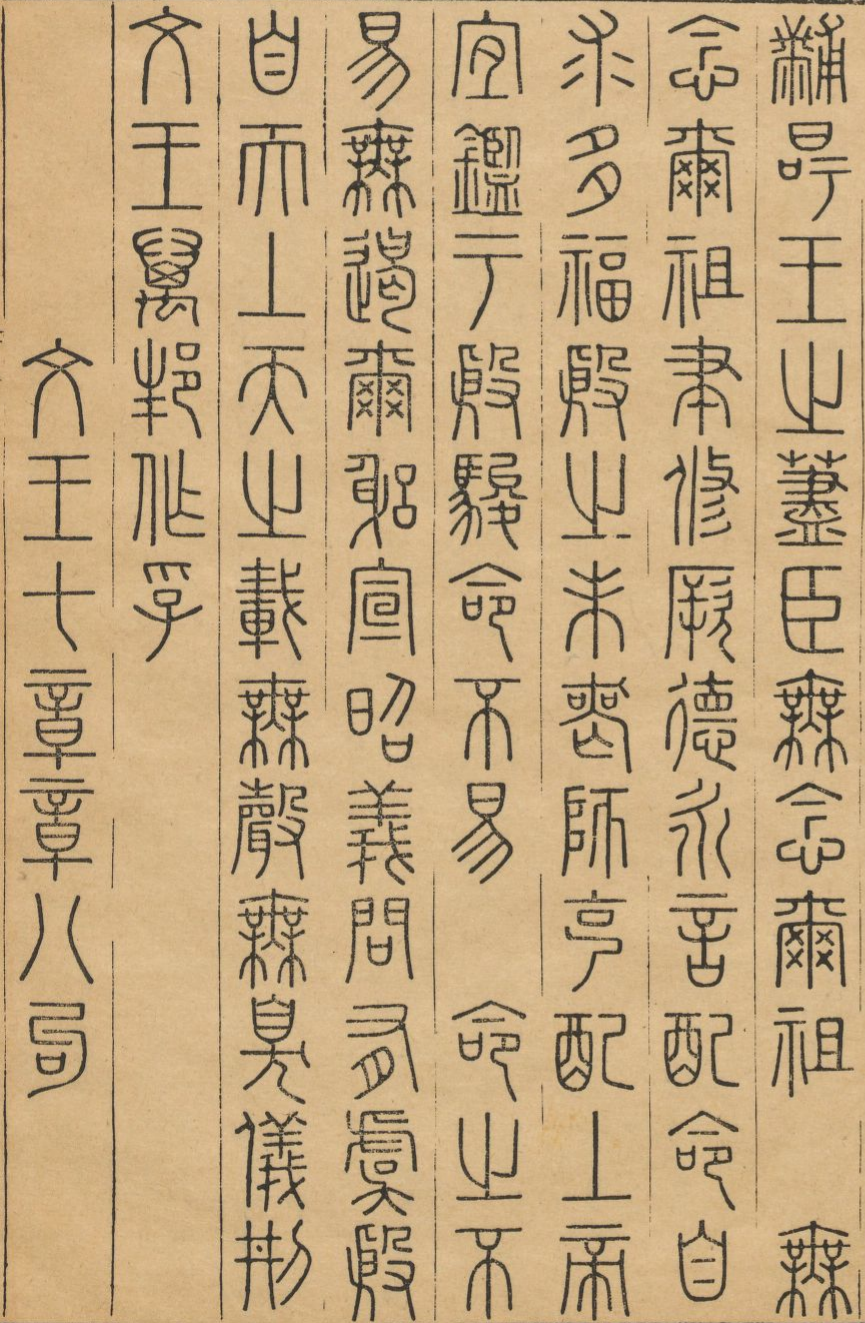 黼冔王之藎臣無念爾祖　無
念爾祖聿修厥德永言配命自
求多福殷之未喪師克配上帝
宜鑑于殷駿命不易　命之不
易無遏爾躬宣昭義問有虞殷
自天上天之載無聲無臭儀刑
文王萬邦作孚
文王七章章八句